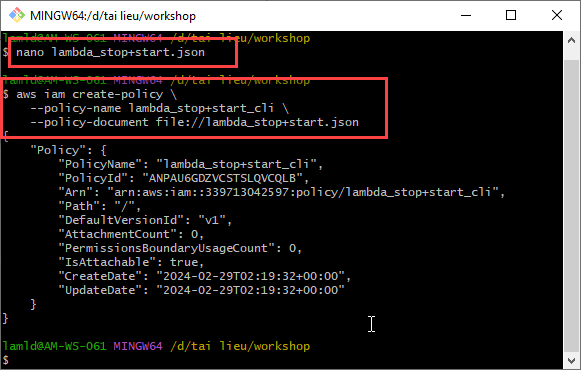 MINGW64:/d/tai lieu/workshop
lamld@AM-WS-061 MINGW64 /d/tai lieu/workshop
$ nano lambda_stop+start.json
lamld@AM-WS-061 MINGW64 /d/tai lieu/workshop
$ aws iam create-policy \
    --policy-name lambda_stop+start_cli \
    --policy-document file://lambda_stop+start.json
{
    "Policy": {
        "PolicyName": "lambda_stop+start_cli",
        "PolicyId": "ANPAU6GDZVCSTSLQVCQLB",
        "Arn": "arn:aws:iam::339713042597:policy/lambda_stop+start_cli",
        "Path": "/",
        "DefaultVersionId": "v1",
        "AttachmentCount": 0,
        "PermissionsBoundaryUsageCount": 0,
        "IsAttachable": true,
        "CreateDate": "2024-02-29T02:19:32+00:00",
        "UpdateDate": "2024-02-29T02:19:32+00:00"
    }
}
lamld@AM-WS-061 MINGW64 /d/tai lieu/workshop
$